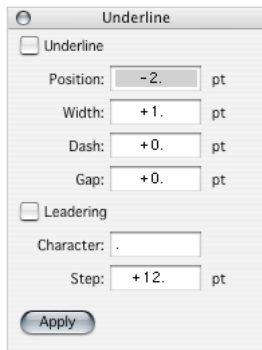 Underline
Underline
Position: -2. pt
Width: +1. pt
Dash: +0. pt
Gap: +0. pt
Leadering
Character: .
Step: +12. pt
Apply